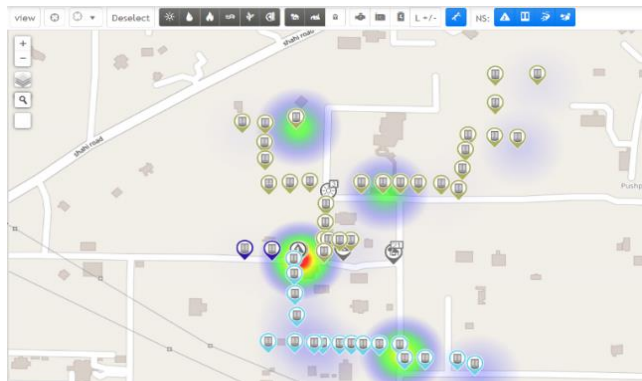 view
Deselect
a
L +/-
NS:
+
−
shahi road
shahi road
Pushp